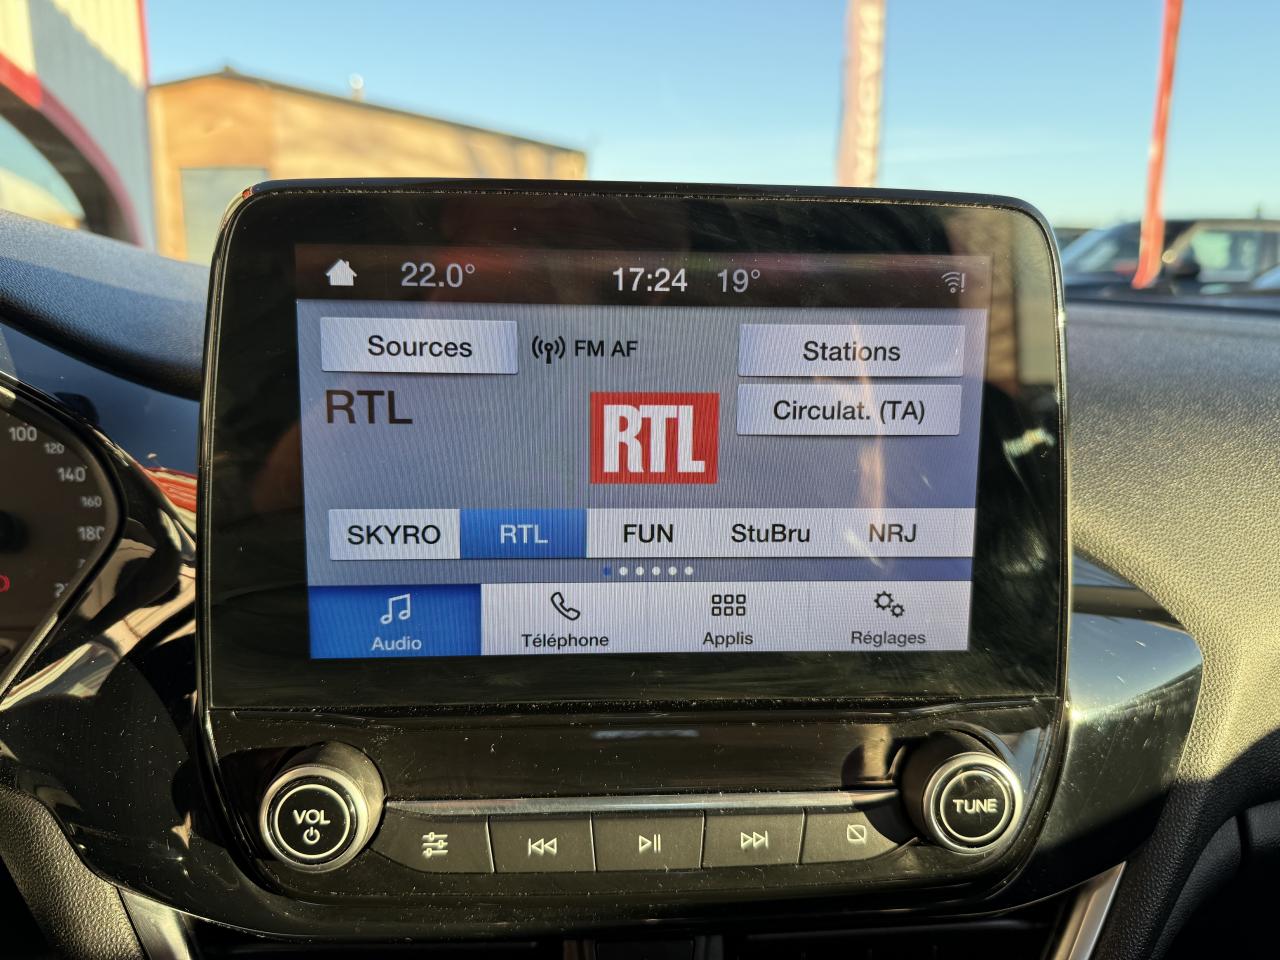 22.0° 17:24 19°
Sources FM AF Stations
RTL
RTL
Circulat. (TA)
SKYRO RTL FUN StuBru NRJ
Audio Téléphone Applis Réglages
100
120
140
160
180
VOL
TUNE